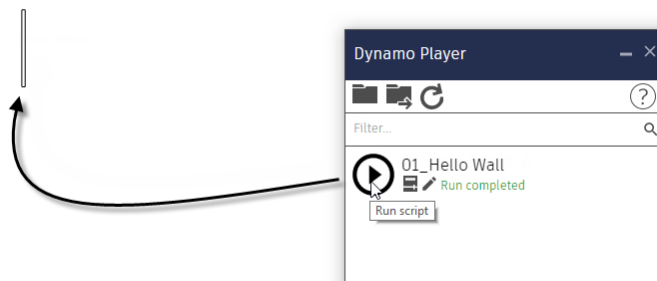 Dynamo Player
?
Filter...
01_Hello Wall
Run completed
Run script